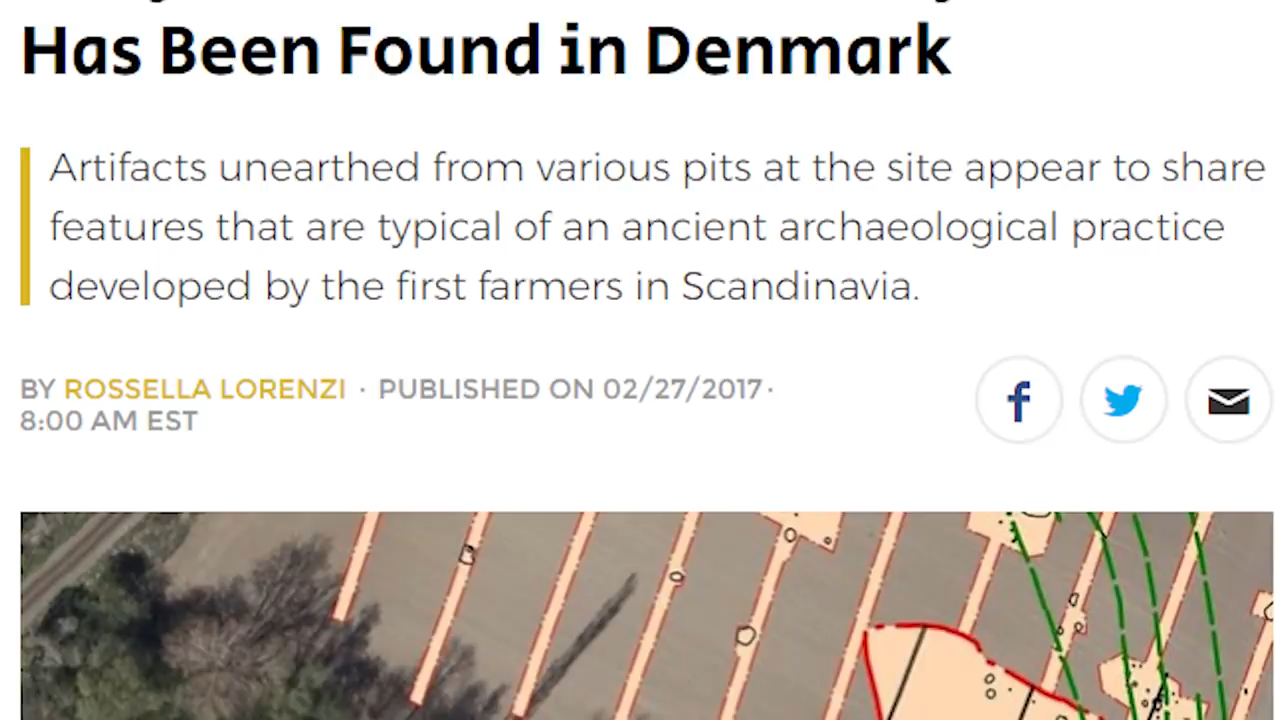 Has Been Found in Denmark
Artifacts unearthed from various pits at the site appear to share
features that are typical of an ancient archaeological practice
developed by the first farmers in Scandinavia.
BY ROSSELLA LORENZI · PUBLISHED ON 02/27/2017 ·
8:00 AM EST